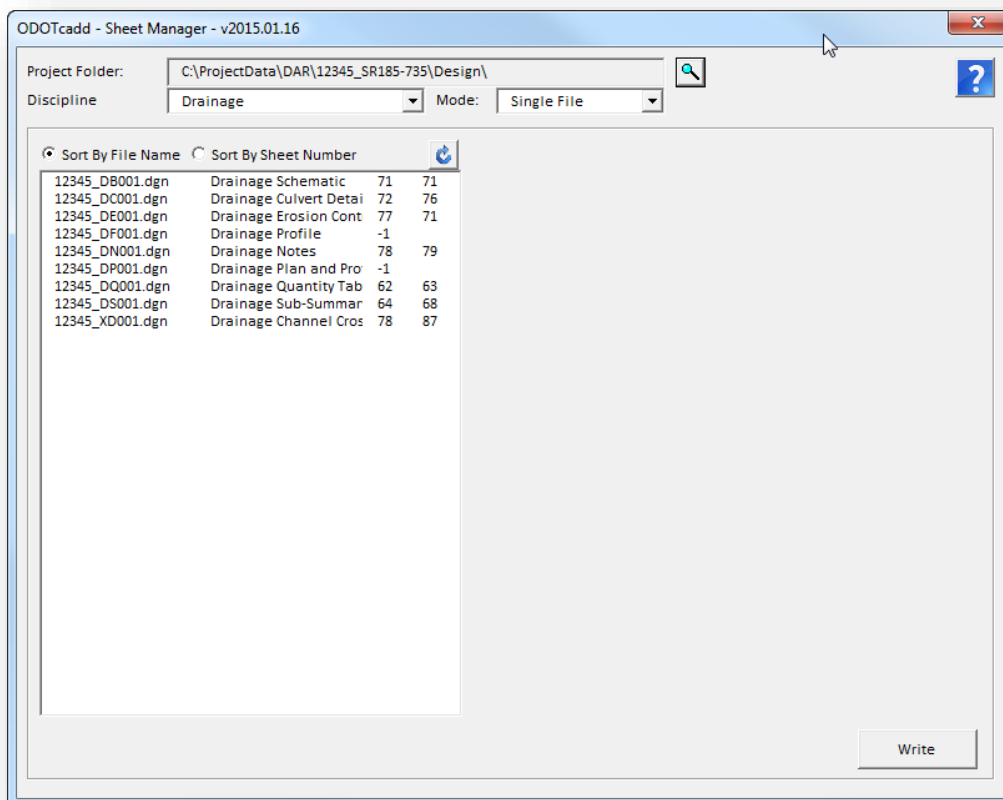 ODOTcadd - Sheet Manager - v2015.01.16
Project Folder: C:\ProjectData\DAR\12345_SR185-735\Design\
Discipline Drainage Mode: Single File
Sort By File Name Sort By Sheet Number
12345_DB001.dgn Drainage Schematic 71 71
12345_DC001.dgn Drainage Culvert Detai 72 76
12345_DE001.dgn Drainage Erosion Cont 77 71
12345_DF001.dgn Drainage Profile -1
12345_DN001.dgn Drainage Notes 78 79
12345_DP001.dgn Drainage Plan and Pro -1
12345_DQ001.dgn Drainage Quantity Tab 62 63
12345_DS001.dgn Drainage Sub-Summar 64 68
12345_XD001.dgn Drainage Channel Cros 78 87
Write